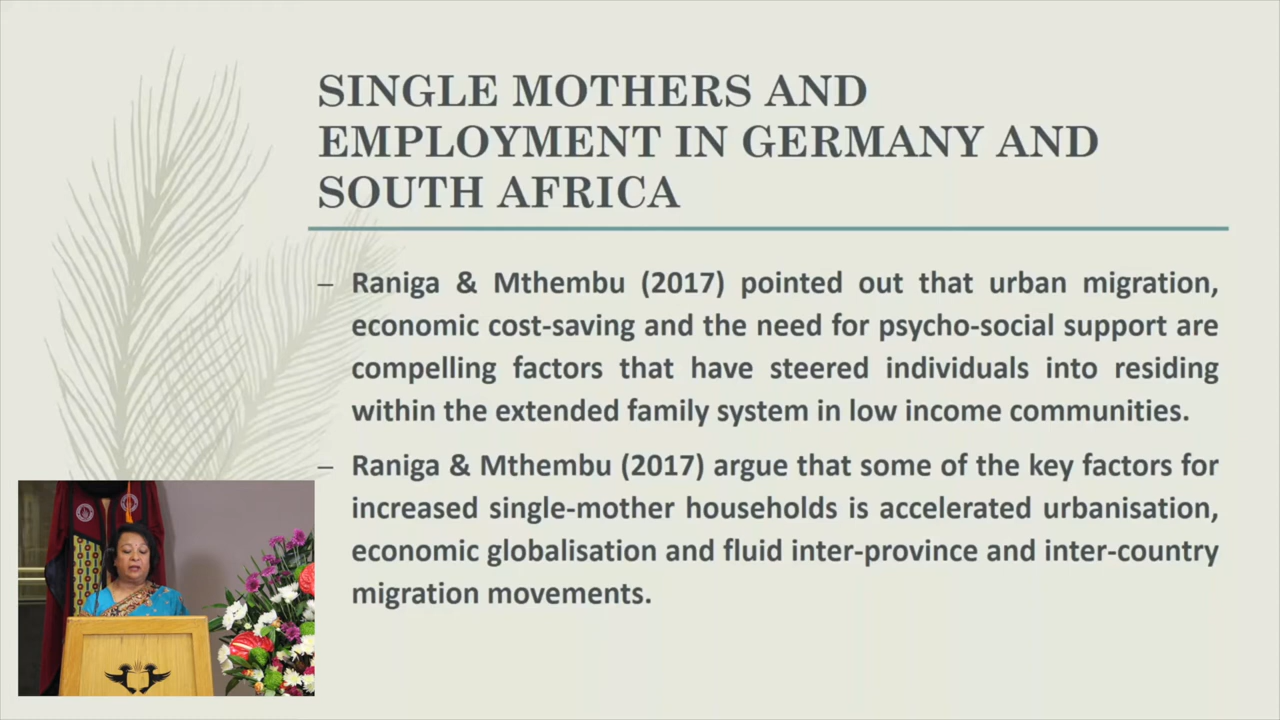 SINGLE MOTHERS AND
EMPLOYMENT IN GERMANY AND
SOUTH AFRICA
– Raniga & Mthembu (2017) pointed out that urban migration,
economic cost-saving and the need for psycho-social support are
compelling factors that have steered individuals into residing
within the extended family system in low income communities.
– Raniga & Mthembu (2017) argue that some of the key factors for
increased single-mother households is accelerated urbanisation,
economic globalisation and fluid inter-province and inter-country
migration movements.